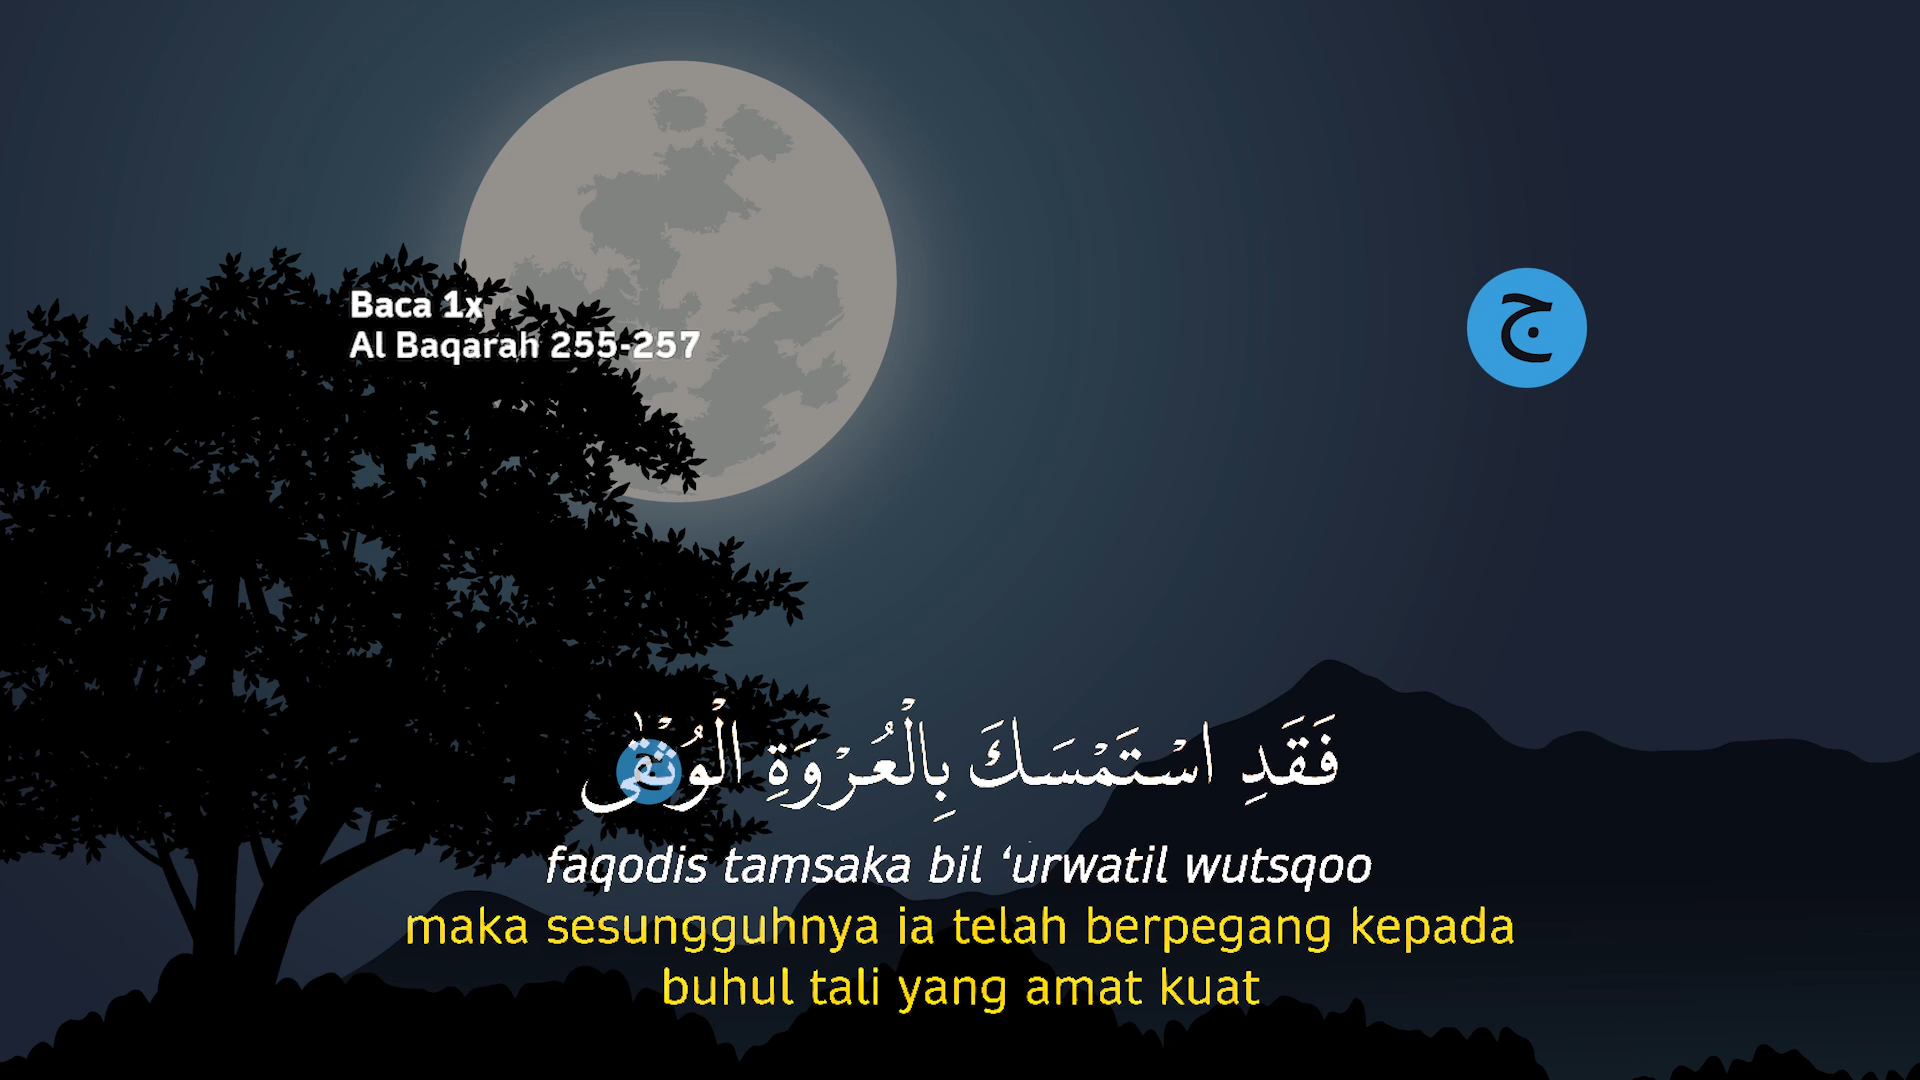 Baca 1x
Al Baqarah 255-257
ج
فَقَدِ اسْتَمْسَكَ بِالْعُرْوَةِ الْوُثْقٰى
faqodis tamsaka bil ‘urwatil wutsqoo
maka sesungguhnya ia telah berpegang kepada
buhul tali yang amat kuat